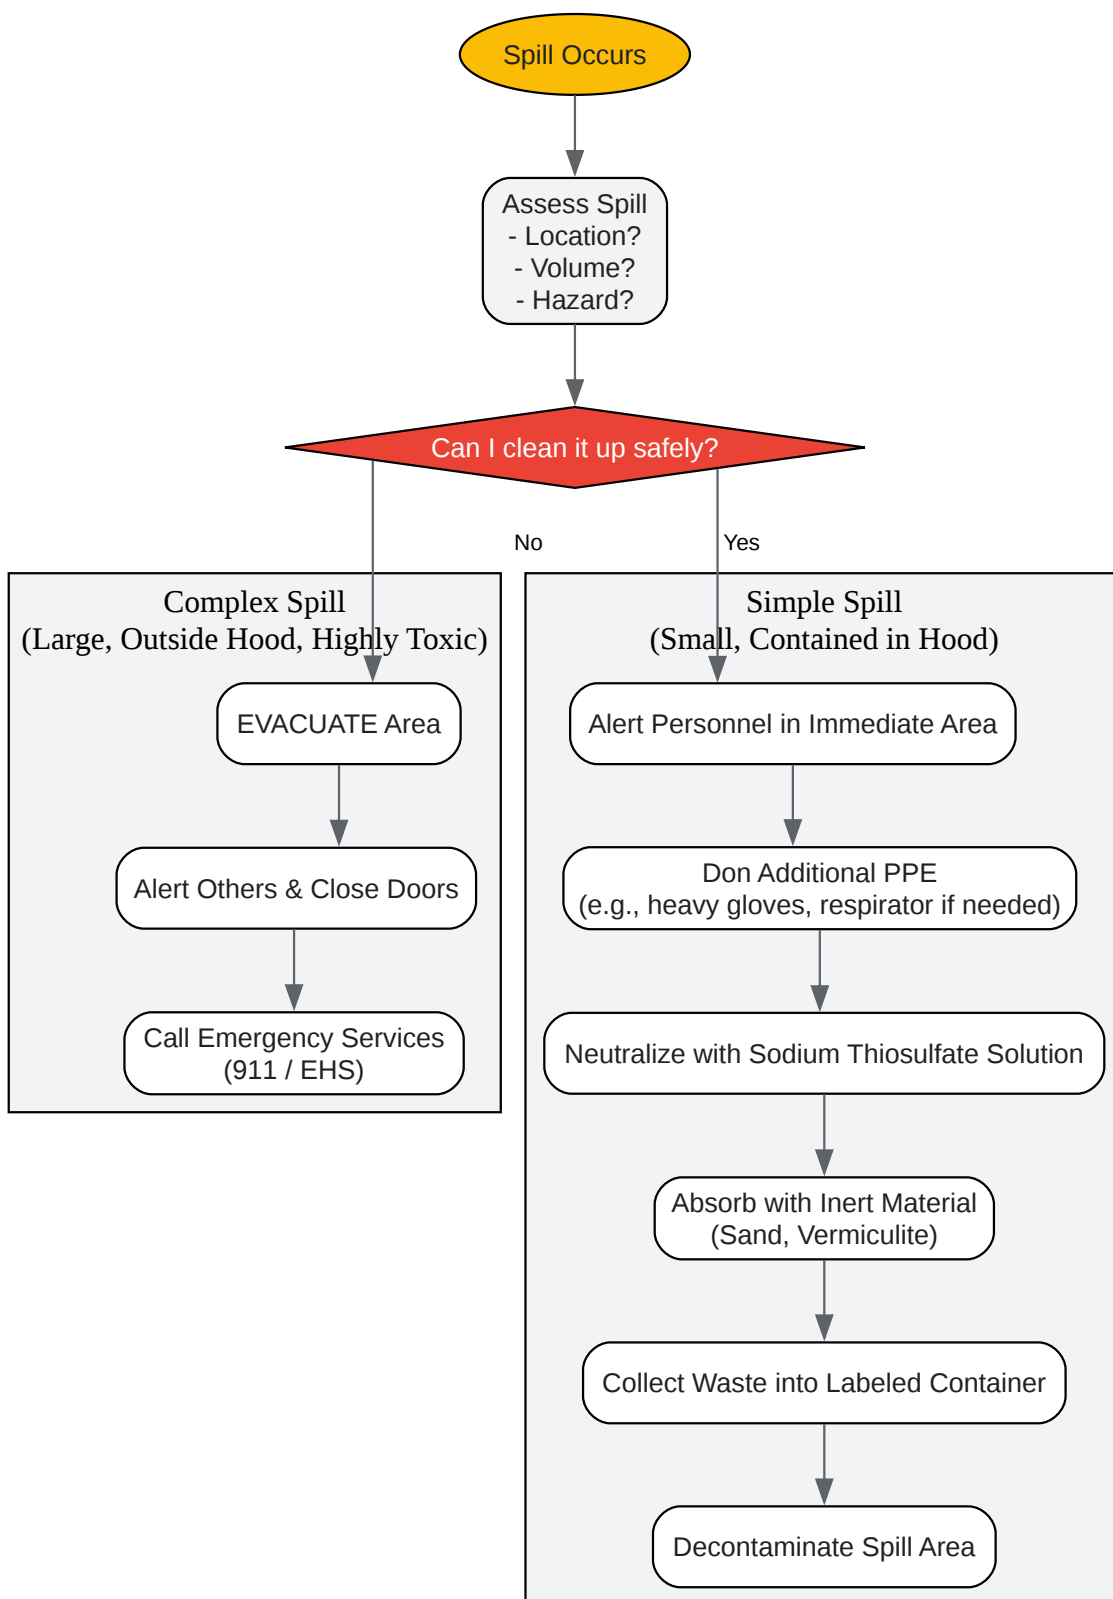 Spill Occurs
Assess Spill
- Location?
- Volume?
- Hazard?
Can I clean it up safely?
No
Yes
Complex Spill
(Large, Outside Hood, Highly Toxic)
EVACUATE Area
Alert Others & Close Doors
Call Emergency Services
(911 / EHS)
Simple Spill
(Small, Contained in Hood)
Alert Personnel in Immediate Area
Don Additional PPE
(e.g., heavy gloves, respirator if needed)
Neutralize with Sodium Thiosulfate Solution
Absorb with Inert Material
(Sand, Vermiculite)
Collect Waste into Labeled Container
Decontaminate Spill Area